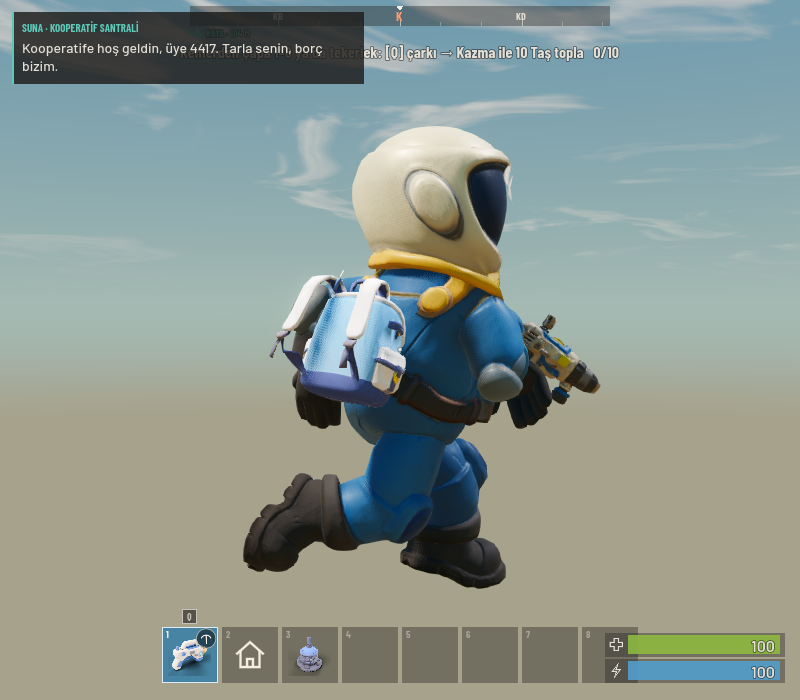 KB
K
KD
SUNA · KOOPERATİF SANTRALİ
Kooperatife hoş geldin, üye 4417. Tarla senin, borç
bizim.
[Q] çarkı → Kazma ile 10 Taş topla 0/10
Q
1
2
3
4
5
6
7
8
100
100